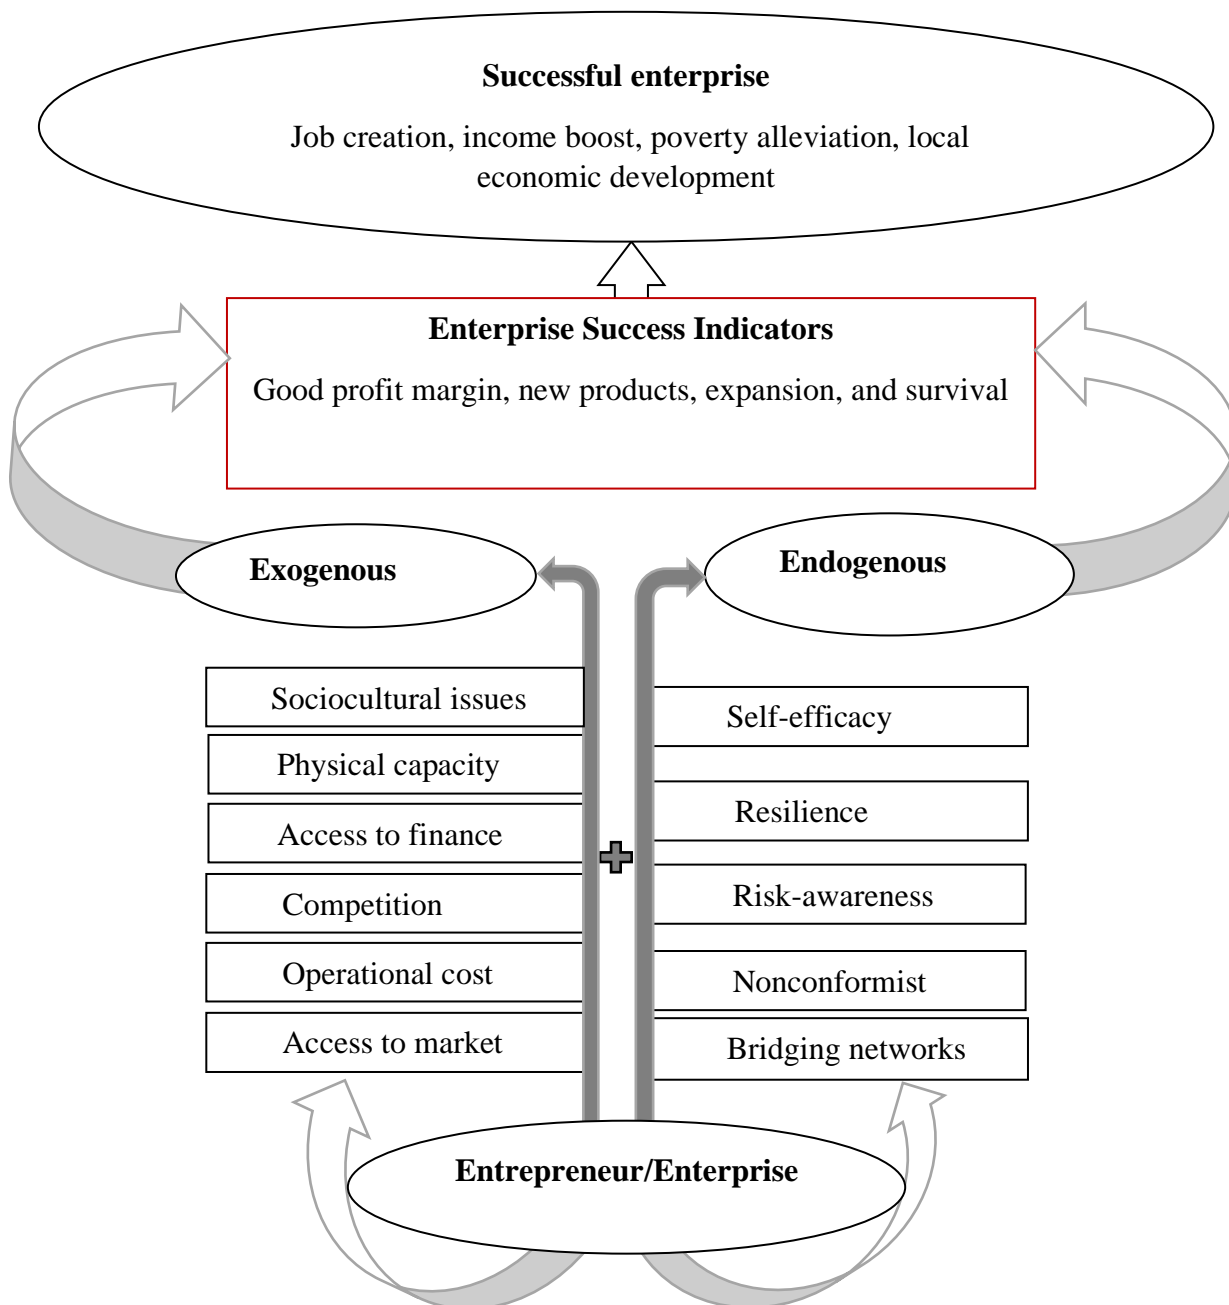 Successful enterprise
Job creation, income boost, poverty alleviation, local
economic development
Enterprise Success Indicators
Good profit margin, new products, expansion, and survival
Exogenous
Endogenous
Sociocultural issues
Physical capacity
Access to finance
Competition
Operational cost
Access to market
Self-efficacy
Resilience
Risk-awareness
Nonconformist
Bridging networks
Entrepreneur/Enterprise